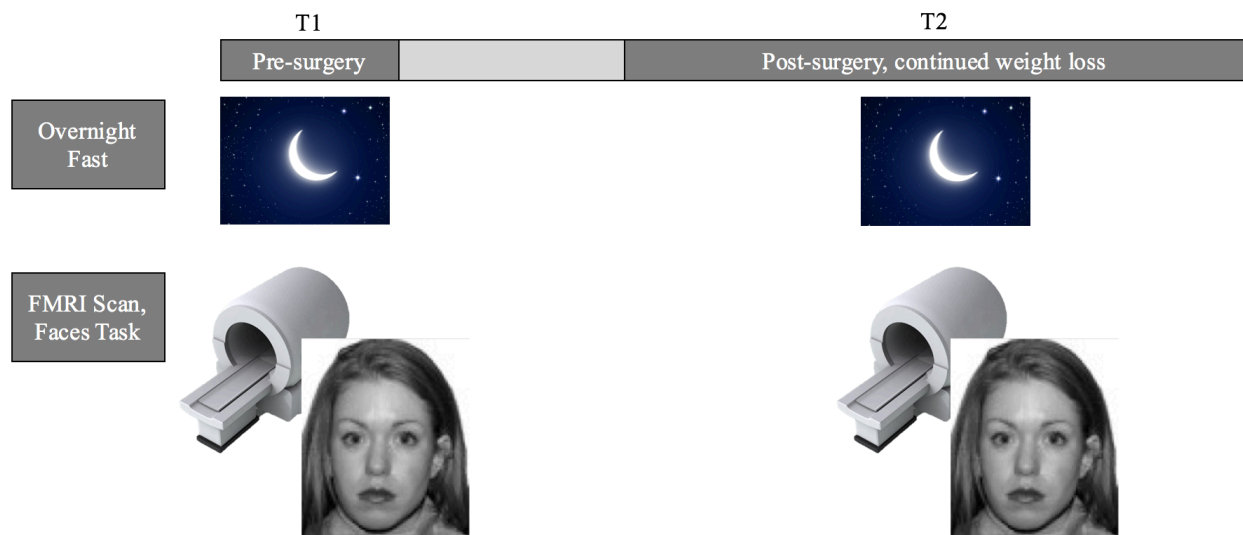 T1
T2
Pre-surgery
Post-surgery, continued weight loss
Overnight
Fast
FMRI Scan,
Faces Task